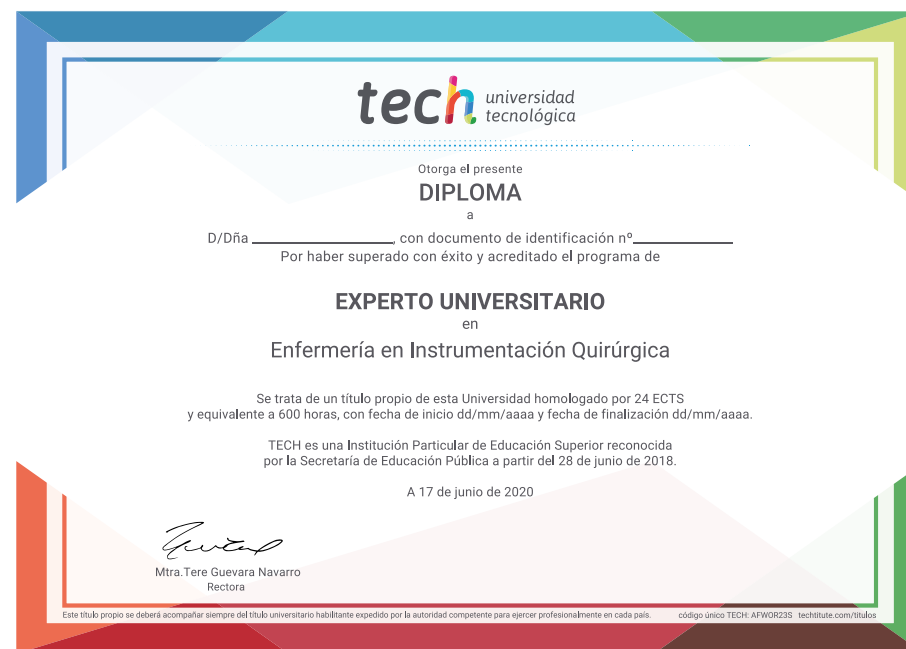 tech universidad
tecnológica
Otorga el presente
DIPLOMA
a
D/Dña ____________________, con documento de identificación nº______________
Por haber superado con éxito y acreditado el programa de
EXPERTO UNIVERSITARIO
en
Enfermería en Instrumentación Quirúrgica
Se trata de un título propio de esta Universidad homologado por 24 ECTS
y equivalente a 600 horas, con fecha de inicio dd/mm/aaaa y fecha de finalización dd/mm/aaaa.
TECH es una Institución Particular de Educación Superior reconocida
por la Secretaría de Educación Pública a partir del 28 de junio de 2018.
A 17 de junio de 2020
Mtra.Tere Guevara Navarro
Rectora
Este título propio se deberá acompañar siempre del título universitario habilitante expedido por la autoridad competente para ejercer profesionalmente en cada país. código único TECH: AFWOR23S techtitute.com/titulos